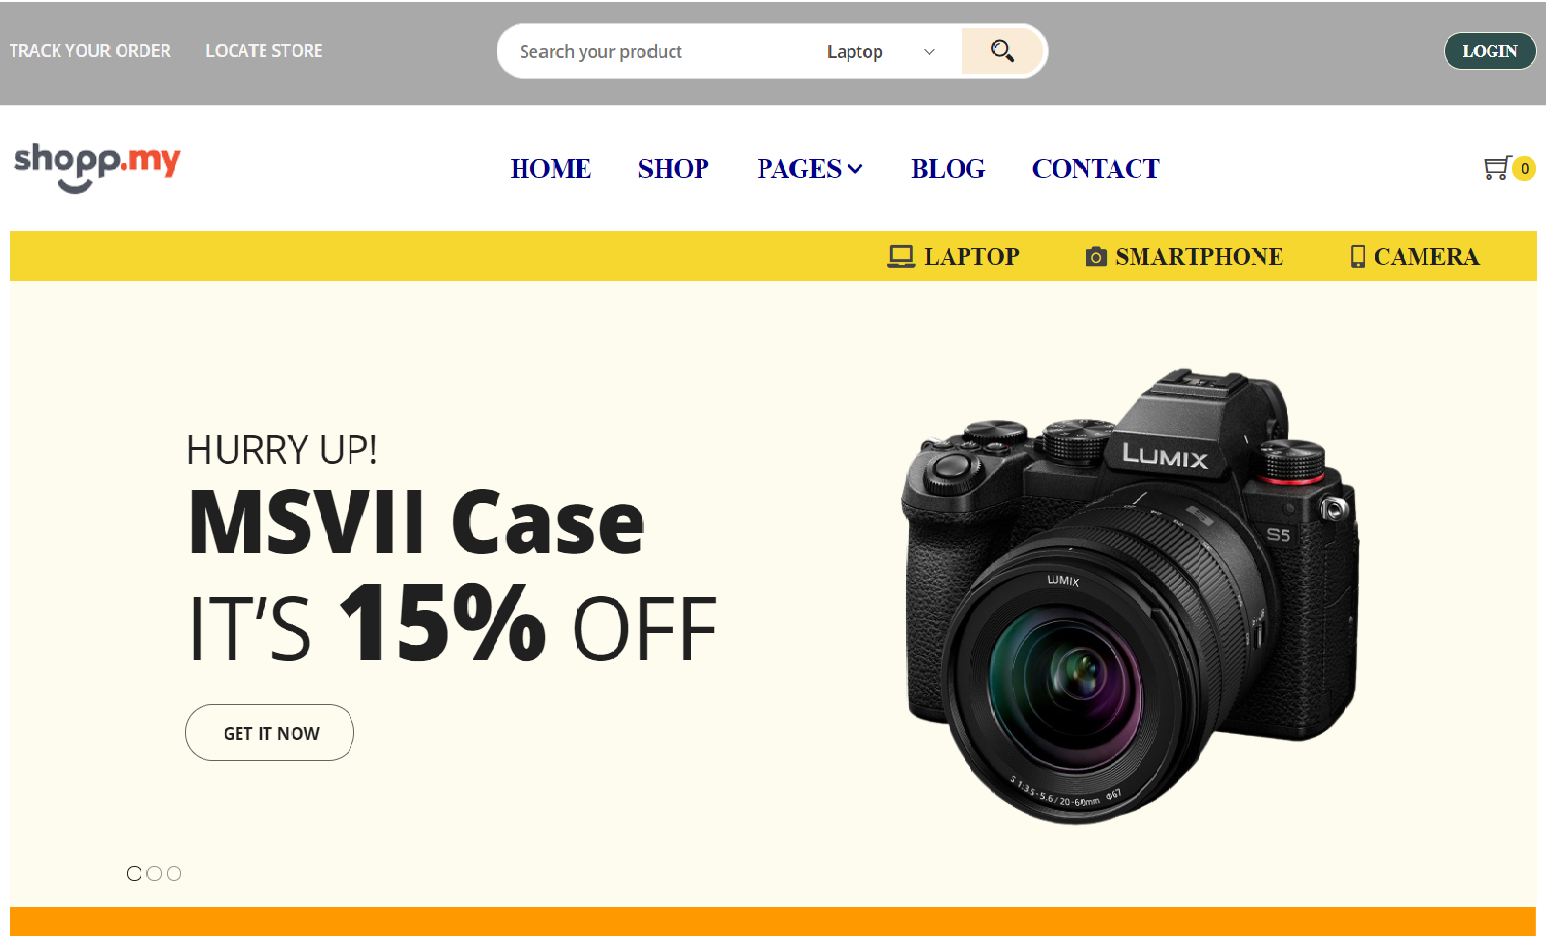 TRACK YOUR ORDER LOCATE STORE Search your product Laptop LOGIN
shopp.my HOME SHOP PAGES BLOG CONTACT 0
LAPTOP SMARTPHONE CAMERA
HURRY UP!
MSVII Case
IT’S 15% OFF
GET IT NOW
LUMIX
S5
LUMIX
S 1:3.5-5.6/20-60mm Φ67